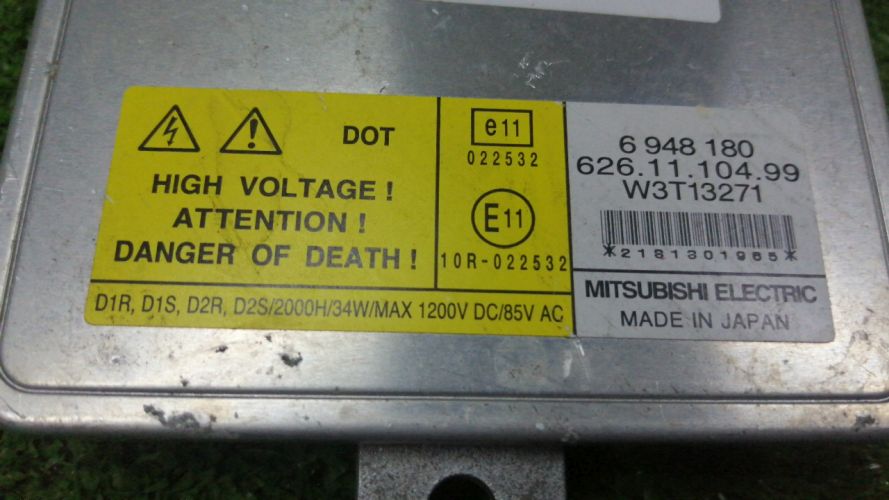 DOT
HIGH VOLTAGE !
ATTENTION !
DANGER OF DEATH !
e11
022532
E11
10R-022532
D1R, D1S, D2R, D2S/2000H/34W/MAX 1200V DC/85V AC
6 948 180
626.11.104.99
W3T13271
*2181301965*
MITSUBISHI ELECTRIC
MADE IN JAPAN